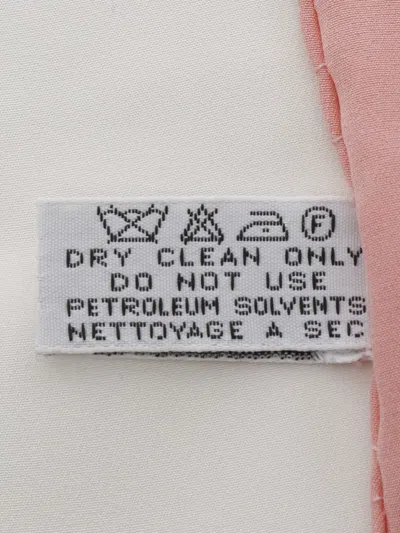 F
DRY CLEAN ONLY
DO NOT USE
PETROLEUM SOLVENTS
NETTOYAGE A SEC